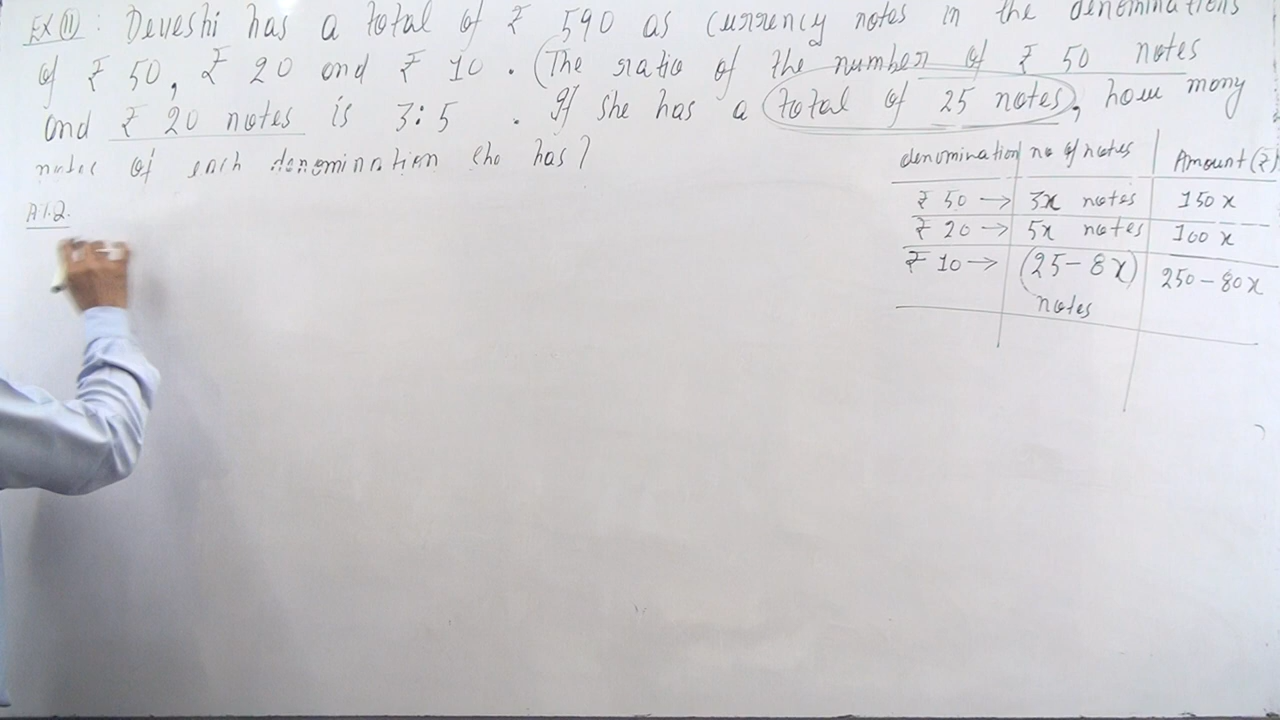 EX (11) : Deveshi has a total of ₹ 590 as currency notes in the denominations
of ₹ 50, ₹ 20 and ₹ 10 . (The ratio of the number of ₹ 50 notes
and ₹ 20 notes is 3:5 . If she has a total of 25 notes, how many
notes of each denomination she has?
denomination no of notes Amount (₹)
₹ 50 → 3x notes 150 x
₹ 20 → 5x notes 100 x
₹ 10 → (25 - 8x) 250 - 80x
notes